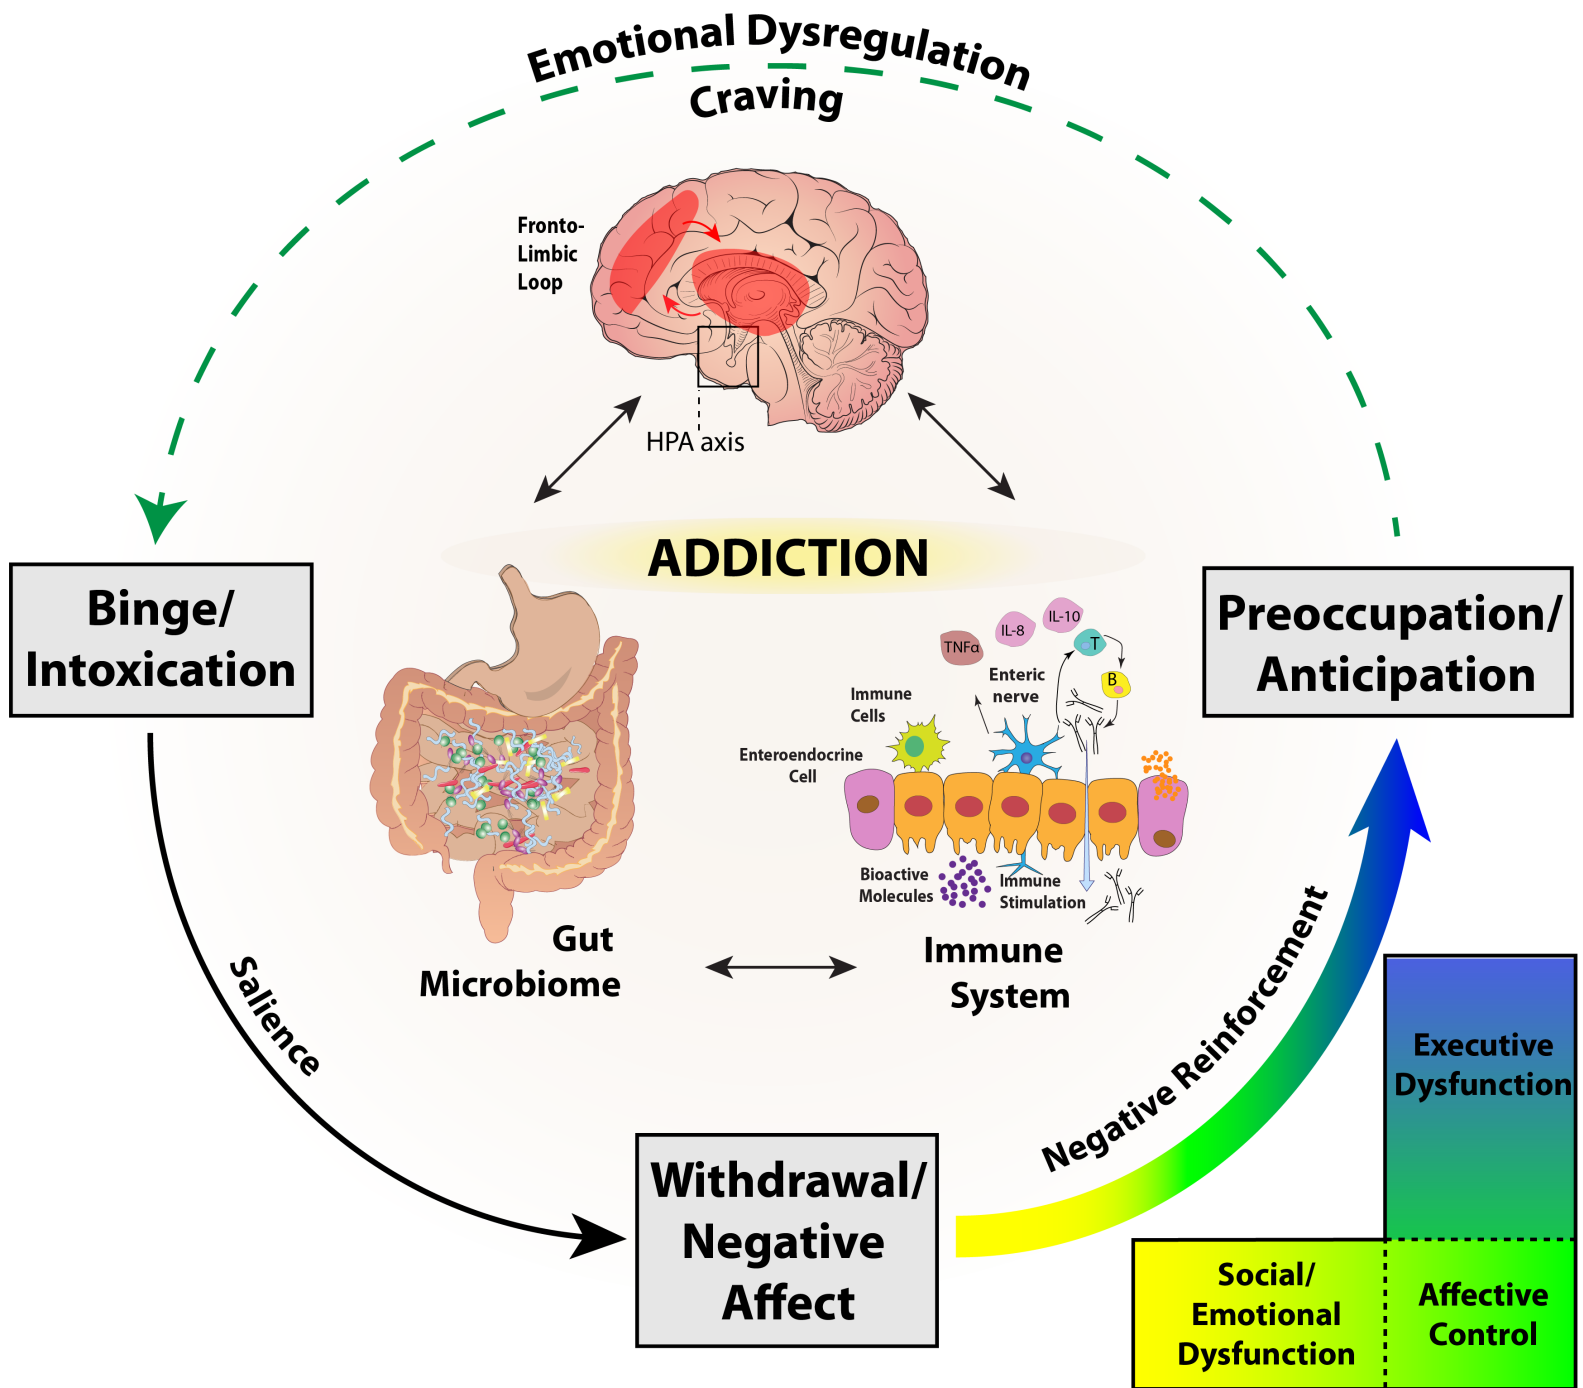 Emotional Dysregulation
Craving
Fronto-
Limbic
Loop
HPA axis
ADDICTION
Binge/
Intoxication
Preoccupation/
Anticipation
TNFα
IL-8
IL-10
T
B
Enteric
nerve
Immune
Cells
Enteroendocrine
Cell
Bioactive
Molecules
Immune
Stimulation
Gut
Microbiome
Immune
System
Salience
Negative Reinforcement
Withdrawal/
Negative
Affect
Executive
Dysfunction
Social/
Emotional
Dysfunction
Affective
Control